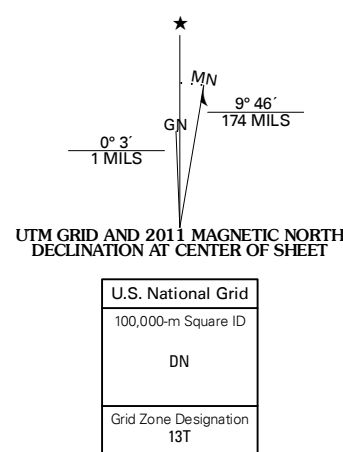 ★
MN
GN
9° 46´
174 MILS
0° 3´
1 MILS
UTM GRID AND 2011 MAGNETIC NORTH
DECLINATION AT CENTER OF SHEET
U.S. National Grid
100,000-m Square ID
DN
Grid Zone Designation
13T